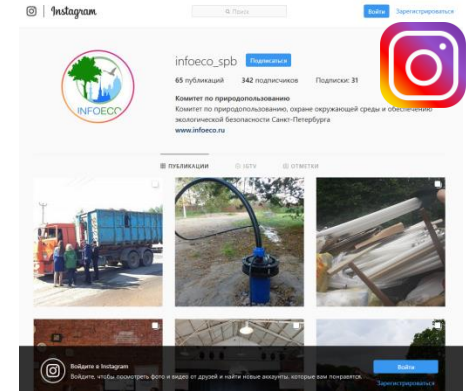 Instagram
Поиск
Войти
Зарегистрироваться
infoeco_spb
Подписаться
65 публикаций
342 подписчиков
Подписки: 31
Комитет по природопользованию
Комитет по природопользованию, охране окружающей среды и обеспечению
экологической безопасности Санкт-Петербурга
www.infoeco.ru
INFOECO
ПУБЛИКАЦИИ
IGTV
ОТМЕТКИ
Войдите в Instagram
Войдите, чтобы посмотреть фото и видео от друзей и найти новые аккаунты, которые вам понравятся.
Войти
Зарегистрироваться